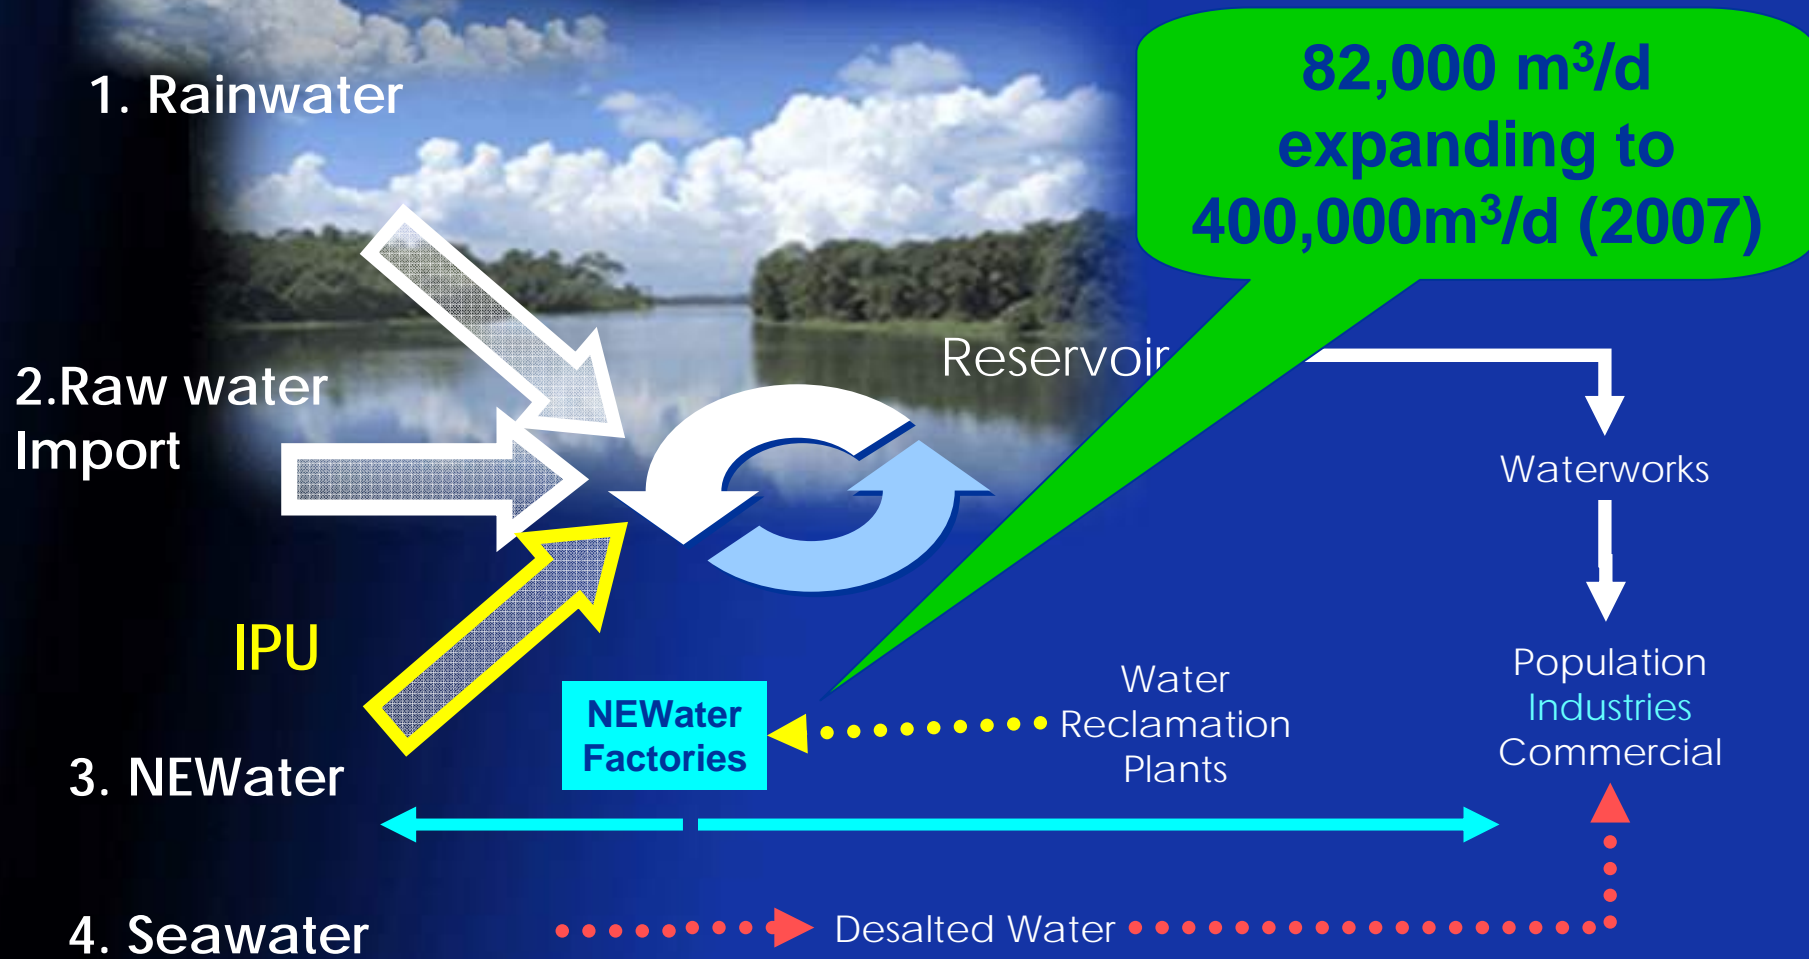 1. Rainwater
82,000 m³/d
expanding to
400,000m³/d (2007)
Reservoir
2.Raw water
Import
Waterworks
IPU
NEWater
Factories
Water
Reclamation
Plants
Population
Industries
Commercial
3. NEWater
4. Seawater
Desalted Water